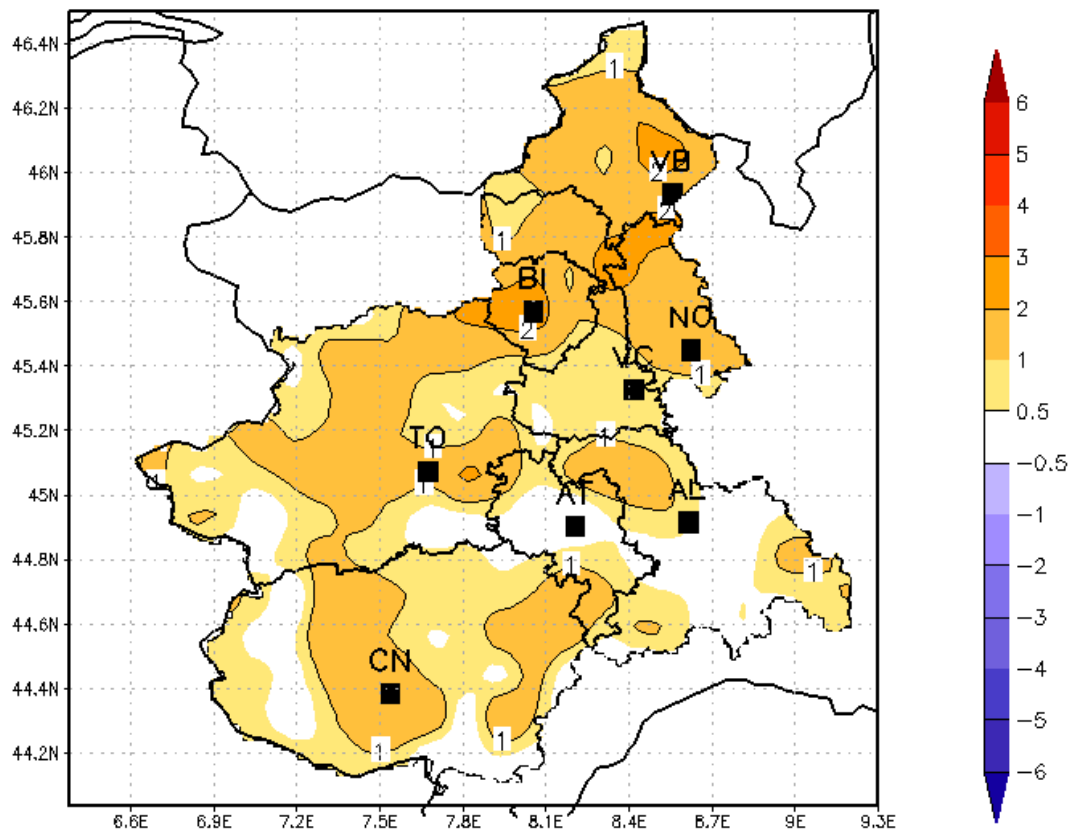 46.4N
46.2N
46N
45.8N
45.6N
45.4N
45.2N
45N
44.8N
44.6N
44.4N
44.2N
6.6E 6.9E 7.2E 7.5E 7.8E 8.1E 8.4E 8.7E 9E 9.3E
1
VB
2
2
1
BI
2
NO
VC
1
1
TO
1
1
1
AT
AL
1
1
CN
1
1
6
5
4
3
2
1
0.5
−0.5
−1
−2
−3
−4
−5
−6